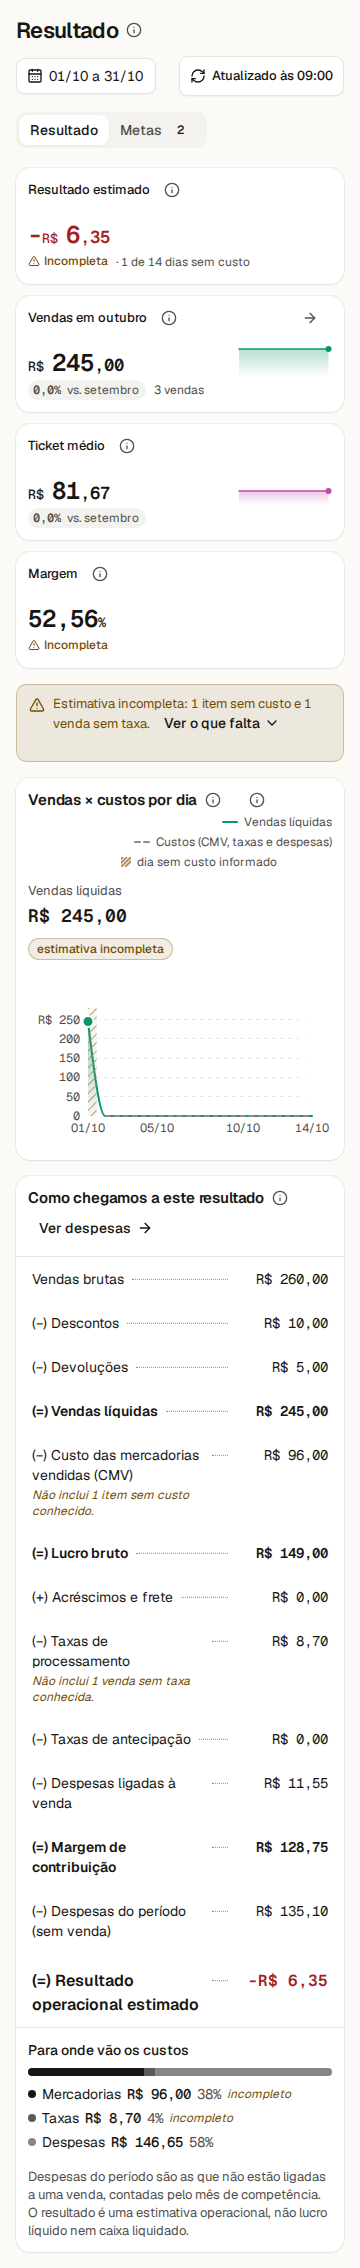 Resultado
01/10 a 31/10
Atualizado às 09:00
Resultado
Metas 2
Resultado estimado
-R$ 6,35
Incompleta · 1 de 14 dias sem custo
Vendas em outubro
R$ 245,00
0,0% vs. setembro 3 vendas
Ticket médio
R$ 81,67
0,0% vs. setembro
Margem
52,56%
Incompleta
Estimativa incompleta: 1 item sem custo e 1
venda sem taxa. Ver o que falta
Vendas × custos por dia
Vendas líquidas
Custos (CMV, taxas e despesas)
dia sem custo informado
Vendas líquidas
R$ 245,00
estimativa incompleta
R$ 250
200
150
100
50
0
01/10 05/10 10/10 14/10
Como chegamos a este resultado
Ver despesas
Vendas brutas R$ 260,00
(−) Descontos R$ 10,00
(−) Devoluções R$ 5,00
(=) Vendas líquidas R$ 245,00
(−) Custo das mercadorias R$ 96,00
vendidas (CMV)
Não inclui 1 item sem custo
conhecido.
(=) Lucro bruto R$ 149,00
(+) Acréscimos e frete R$ 0,00
(−) Taxas de R$ 8,70
processamento
Não inclui 1 venda sem taxa
conhecida.
(−) Taxas de antecipação R$ 0,00
(−) Despesas ligadas à R$ 11,55
venda
(=) Margem de R$ 128,75
contribuição
(−) Despesas do período R$ 135,10
(sem venda)
(=) Resultado -R$ 6,35
operacional estimado
Para onde vão os custos
Mercadorias R$ 96,00 38% incompleto
Taxas R$ 8,70 4% incompleto
Despesas R$ 146,65 58%
Despesas do período são as que não estão ligadas
a uma venda, contadas pelo mês de competência.
O resultado é uma estimativa operacional, não lucro
líquido nem caixa liquidado.